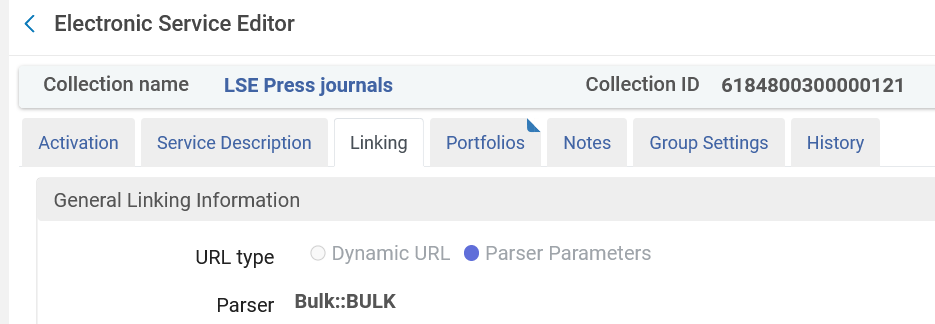 Electronic Service Editor
Collection name LSE Press journals Collection ID 6184800300000121
Activation Service Description Linking Portfolios Notes Group Settings History
General Linking Information
URL type Dynamic URL Parser Parameters
Parser Bulk::BULK